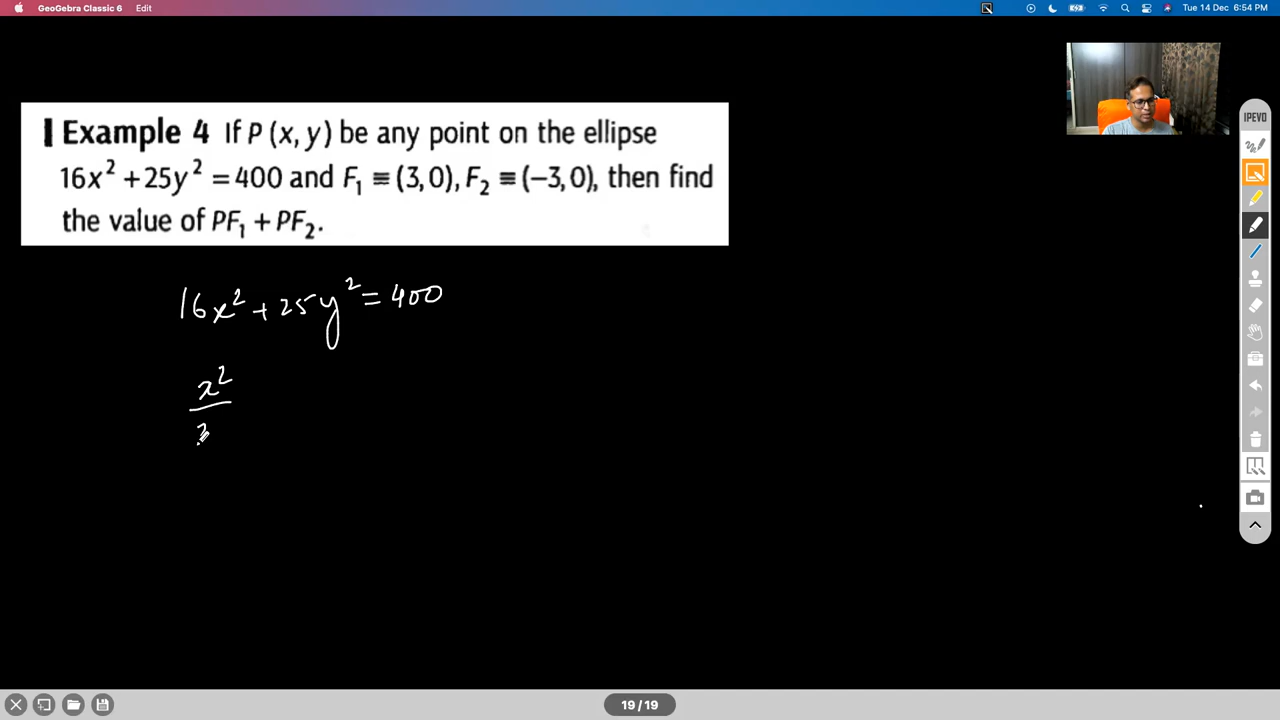 GeoGebra Classic 6 Edit Tue 14 Dec 6:54 PM
IPEVO
Example 4 If P (x, y) be any point on the ellipse
16x² + 25y² = 400 and F₁ ≡ (3, 0), F₂ ≡ (−3, 0), then find
the value of PF₁ + PF₂.
16x² + 25y² = 400
x²
19 / 19